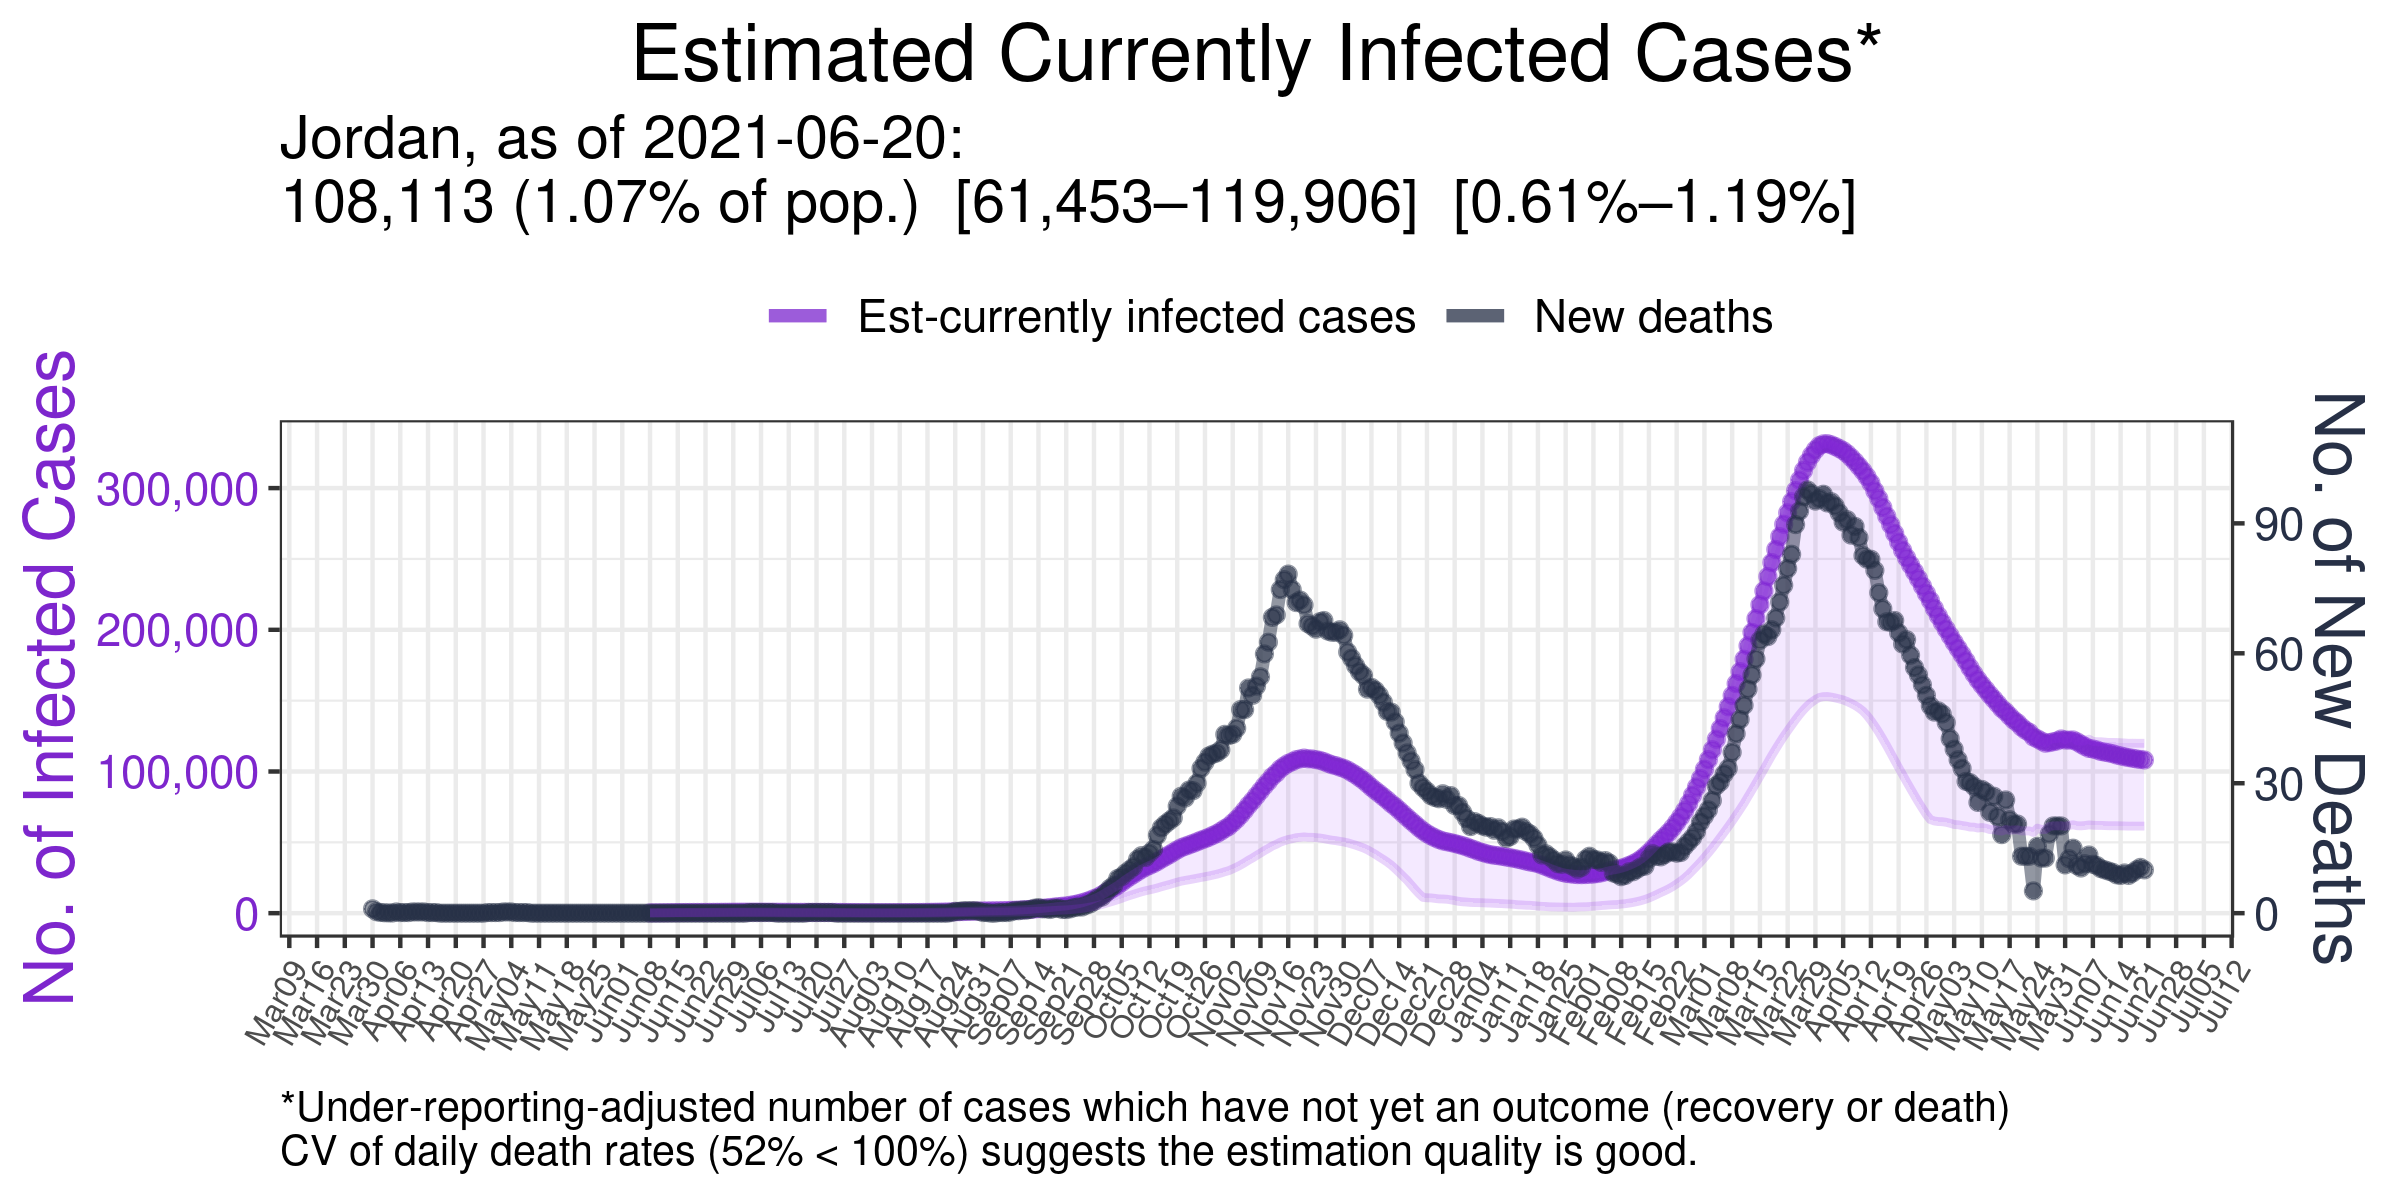 Estimated Currently Infected Cases*
Jordan, as of 2021-06-20:
108,113 (1.07% of pop.)  [61,453–119,906]  [0.61%–1.19%]
Est-currently infected cases
New deaths
No. of Infected Cases
300,000
200,000
100,000
0
90
60
30
0
No. of New Deaths
Mar09
Mar16
Mar23
Mar30
Apr06
Apr13
Apr20
Apr27
May04
May11
May18
May25
Jun01
Jun08
Jun15
Jun22
Jun29
Jul06
Jul13
Jul20
Jul27
Aug03
Aug10
Aug17
Aug24
Aug31
Sep07
Sep14
Sep21
Sep28
Oct05
Oct12
Oct19
Oct26
Nov02
Nov09
Nov16
Nov23
Nov30
Dec07
Dec14
Dec21
Dec28
Jan04
Jan11
Jan18
Jan25
Feb01
Feb08
Feb15
Feb22
Mar01
Mar08
Mar15
Mar22
Mar29
Apr05
Apr12
Apr19
Apr26
May03
May10
May17
May24
May31
Jun07
Jun14
Jun21
Jun28
Jul05
Jul12
*Under-reporting-adjusted number of cases which have not yet an outcome (recovery or death)
CV of daily death rates (52% < 100%) suggests the estimation quality is good.